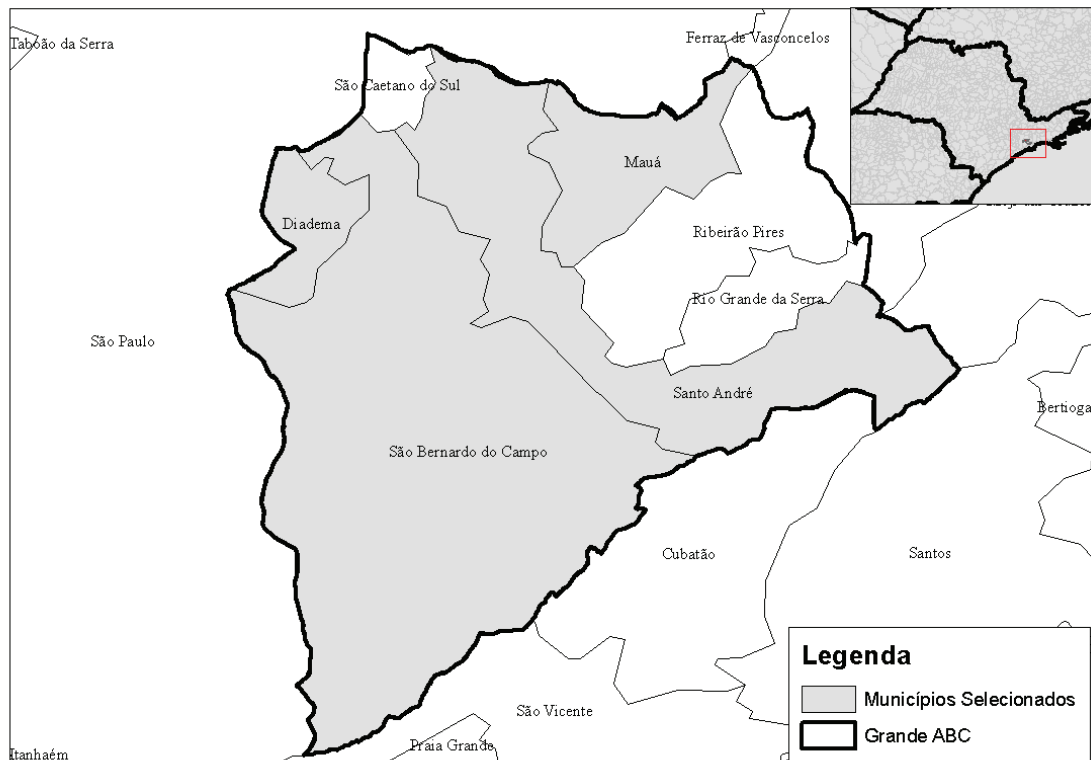 Taboão da Serra
Ferraz de Vasconcelos
São Caetano do Sul
Mauá
Diadema
Ribeirão Pires
Rio Grande da Serra
São Paulo
Santo André
Bertioga
São Bernardo do Campo
Cubatão
Santos
São Vicente
Praia Grande
Itanhaém
Legenda
Municípios Selecionados
Grande ABC